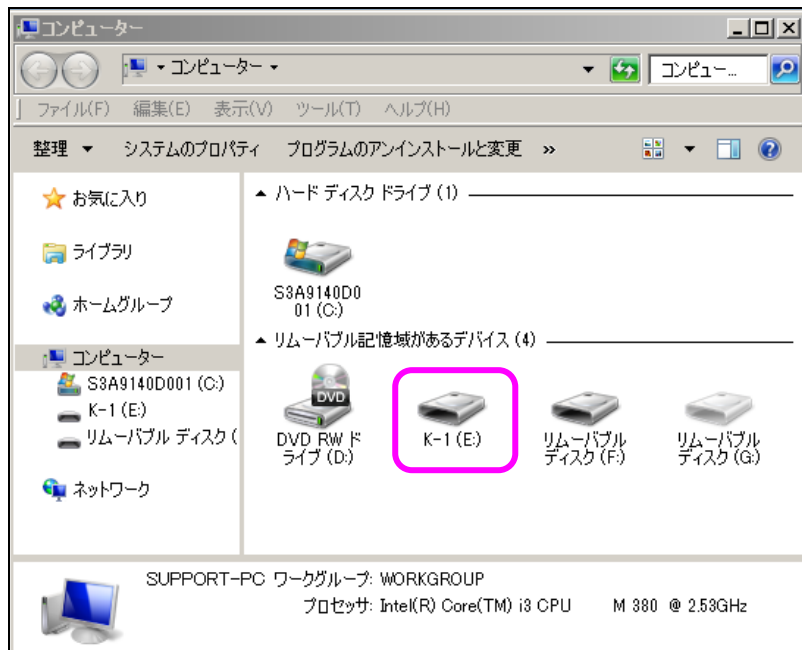 コンピューター
コンピューター
コンピュー...
ファイル(F) 編集(E) 表示(V) ツール(T) ヘルプ(H)
整理 システムのプロパティ プログラムのアンインストールと変更 »
お気に入り
ライブラリ
ホームグループ
コンピューター
S3A9140D001 (C:)
K-1 (E:)
リムーバブル ディスク (
ネットワーク
ハード ディスク ドライブ (1)
S3A9140D0
01 (C:)
リムーバブル記憶域があるデバイス (4)
DVD
DVD RW ド
ライブ (D:)
K-1 (E:)
リムーバブル
ディスク (F:)
リムーバブル
ディスク (G:)
SUPPORT-PC ワークグループ: WORKGROUP
プロセッサ: Intel(R) Core(TM) i3 CPU M 380 @ 2.53GHz